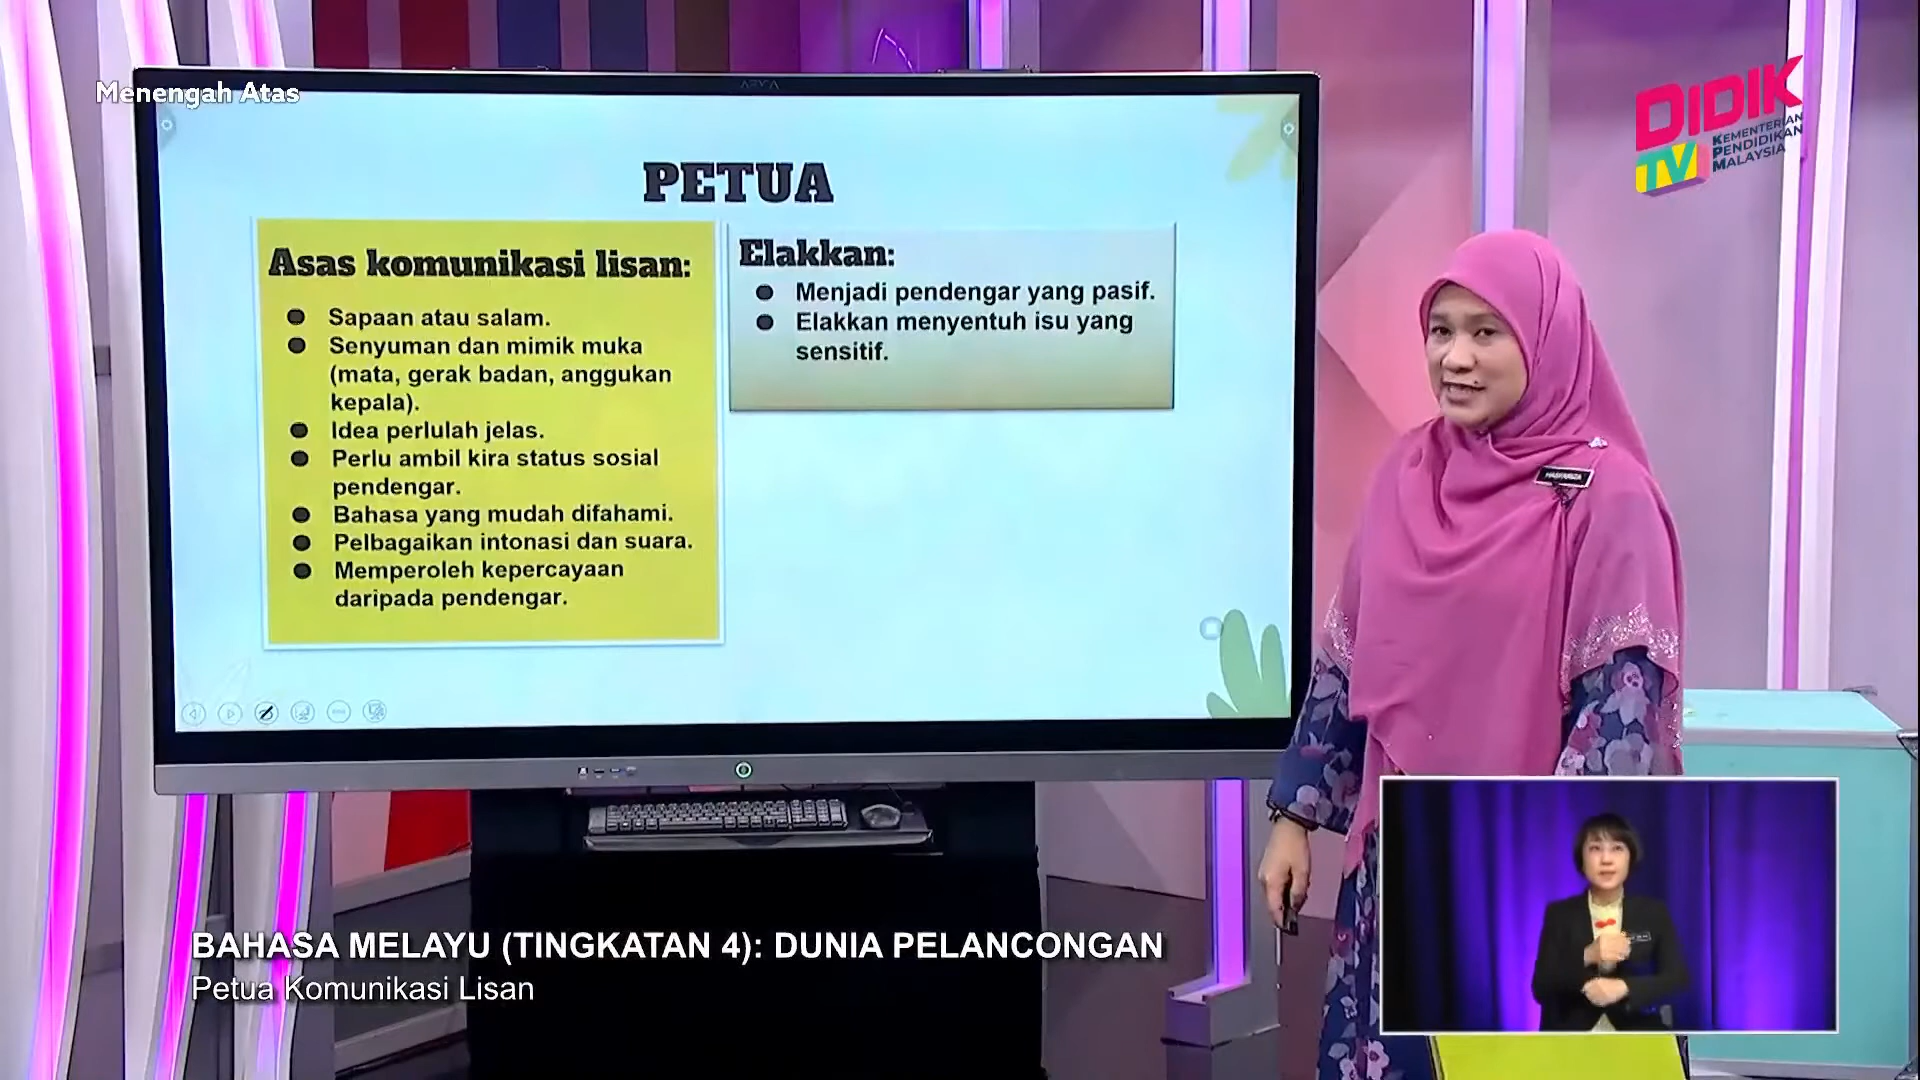 Menengah Atas
DIDIK
TV
KEMENTERIAN
PENDIDIKAN
MALAYSIA
PETUA
Asas komunikasi lisan:
Sapaan atau salam.
Senyuman dan mimik muka
(mata, gerak badan, anggukan
kepala).
Idea perlulah jelas.
Perlu ambil kira status sosial
pendengar.
Bahasa yang mudah difahami.
Pelbagaikan intonasi dan suara.
Memperoleh kepercayaan
daripada pendengar.
Elakkan:
Menjadi pendengar yang pasif.
Elakkan menyentuh isu yang
sensitif.
BAHASA MELAYU (TINGKATAN 4): DUNIA PELANCONGAN
Petua Komunikasi Lisan